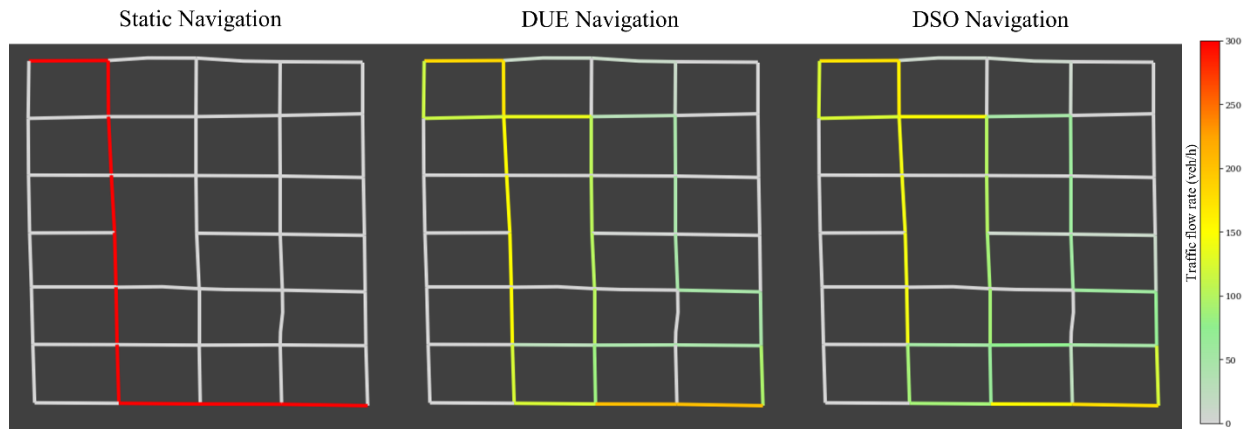 Static Navigation
DUE Navigation
DSO Navigation
300
250
200
150
100
50
0
Traffic flow rate (veh/h)